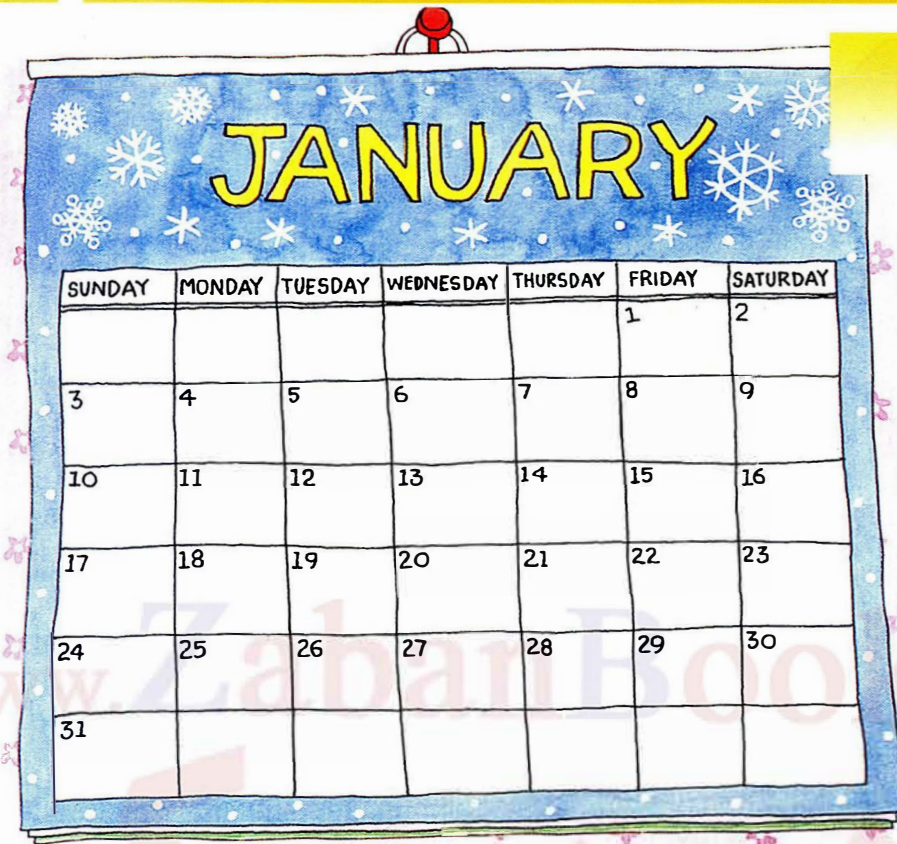 JANUARY
SUNDAY MONDAY TUESDAY WEDNESDAY THURSDAY FRIDAY SATURDAY
1 2
3 4 5 6 7 8 9
10 11 12 13 14 15 16
17 18 19 20 21 22 23
24 25 26 27 28 29 30
www.ZabanBoo
31